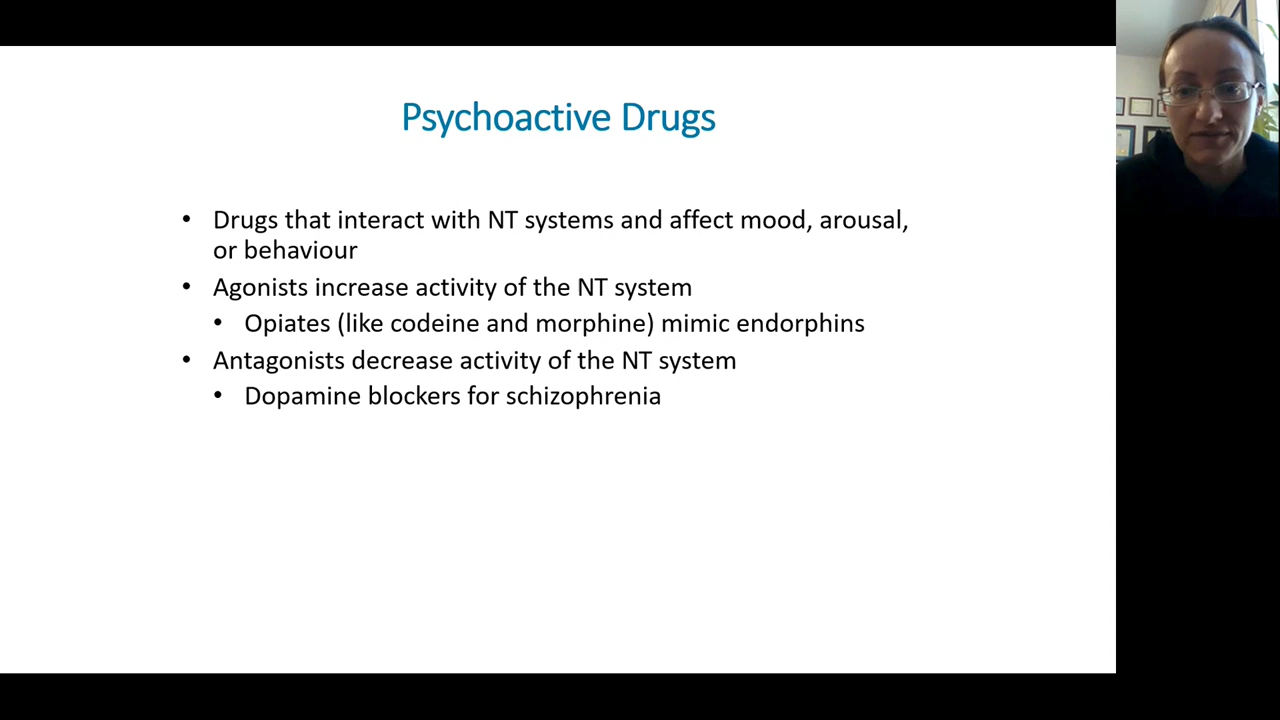 Psychoactive Drugs
• Drugs that interact with NT systems and affect mood, arousal,
or behaviour
• Agonists increase activity of the NT system
• Opiates (like codeine and morphine) mimic endorphins
• Antagonists decrease activity of the NT system
• Dopamine blockers for schizophrenia